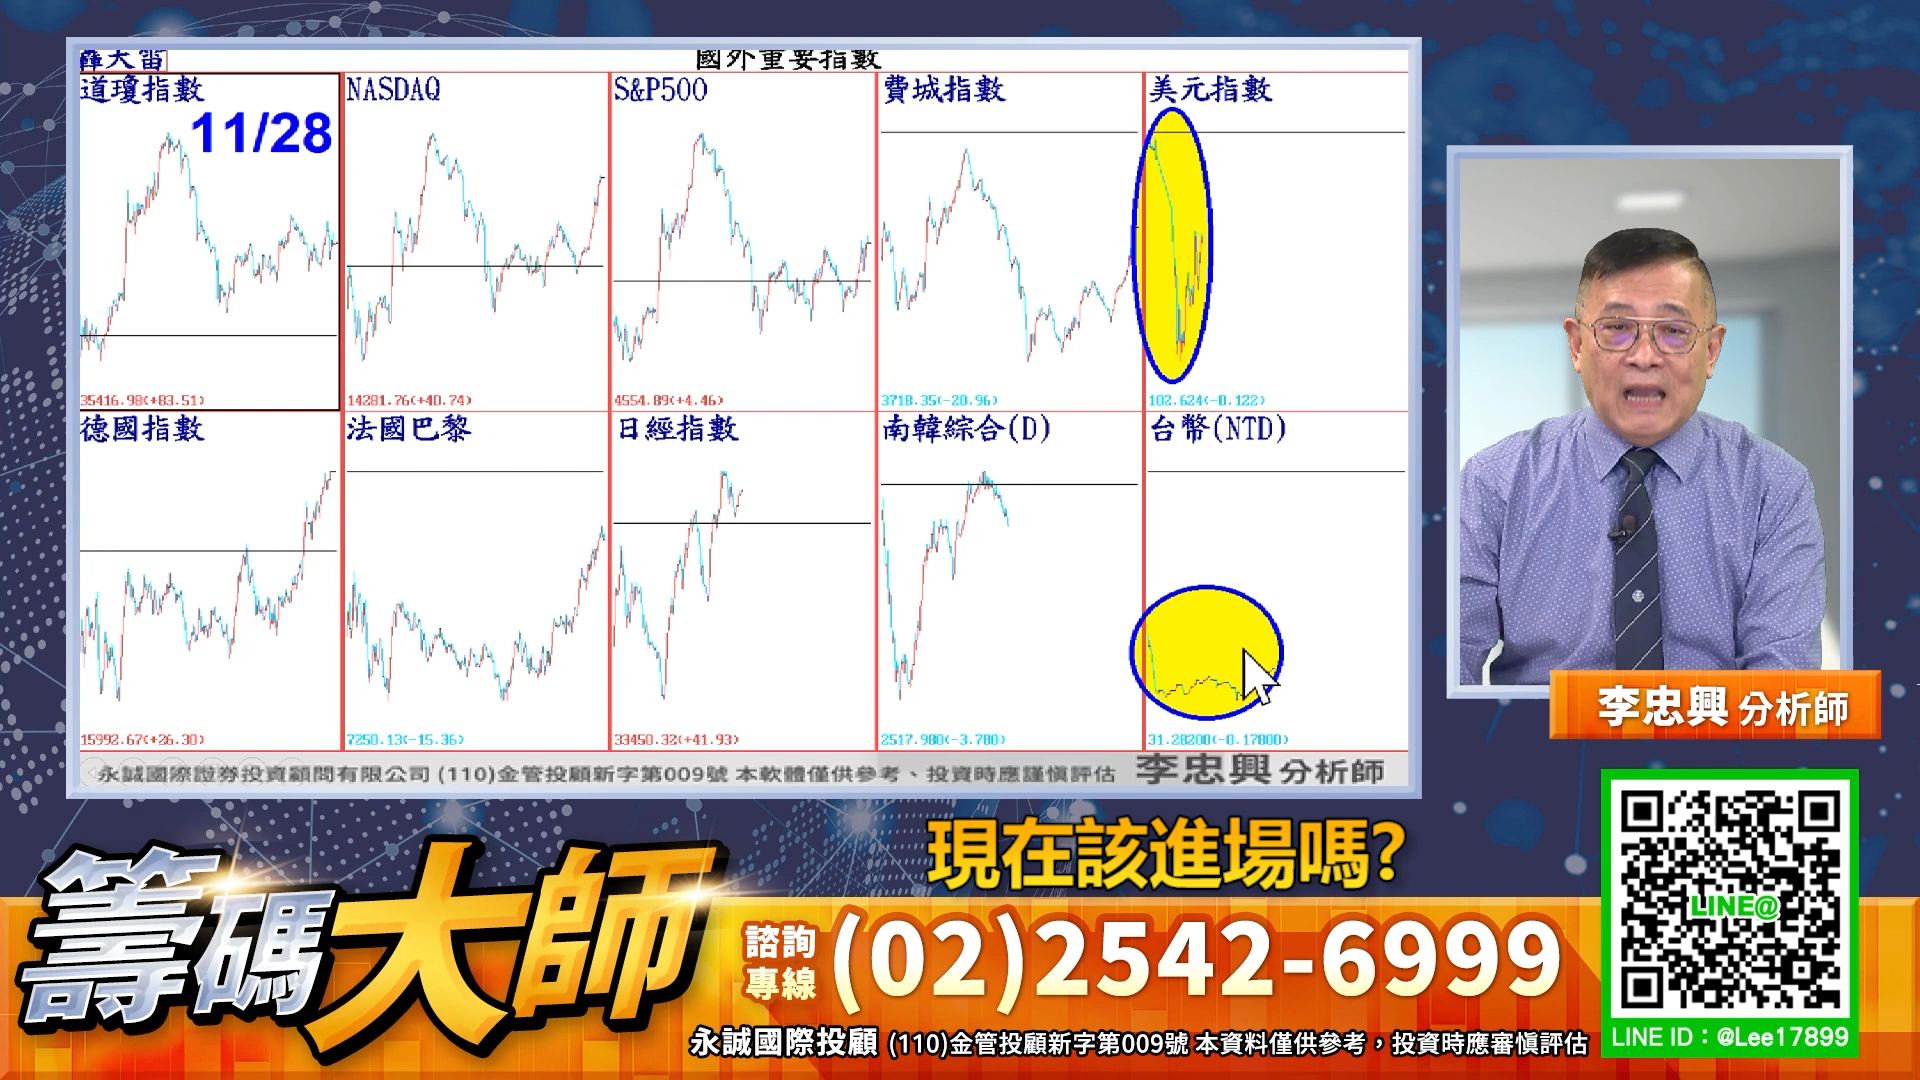 羅大雷
國外重要指數
道瓊指數
11/28
NASDAQ
S&P500
費城指數
美元指數
35416.98(+83.51)
14281.76(+40.74)
4554.89(+4.46)
3718.35(-20.96)
102.624(-0.122)
德國指數
法國巴黎
日經指數
南韓綜合(D)
台幣(NTD)
15992.67(+26.30)
7250.13(-15.36)
33450.32(+41.93)
2517.980(-3.780)
31.28200(-0.17800)
永誠國際證券投資顧問有限公司 (110)金管投顧新字第009號 本軟體僅供參考、投資時應謹慎評估
李忠興 分析師
李忠興 分析師
現在該進場嗎?
籌碼大師
諮詢專線
(02)2542-6999
永誠國際投顧 (110)金管投顧新字第009號 本資料僅供參考，投資時應審慎評估
LINE@
LINE ID：@Lee17899